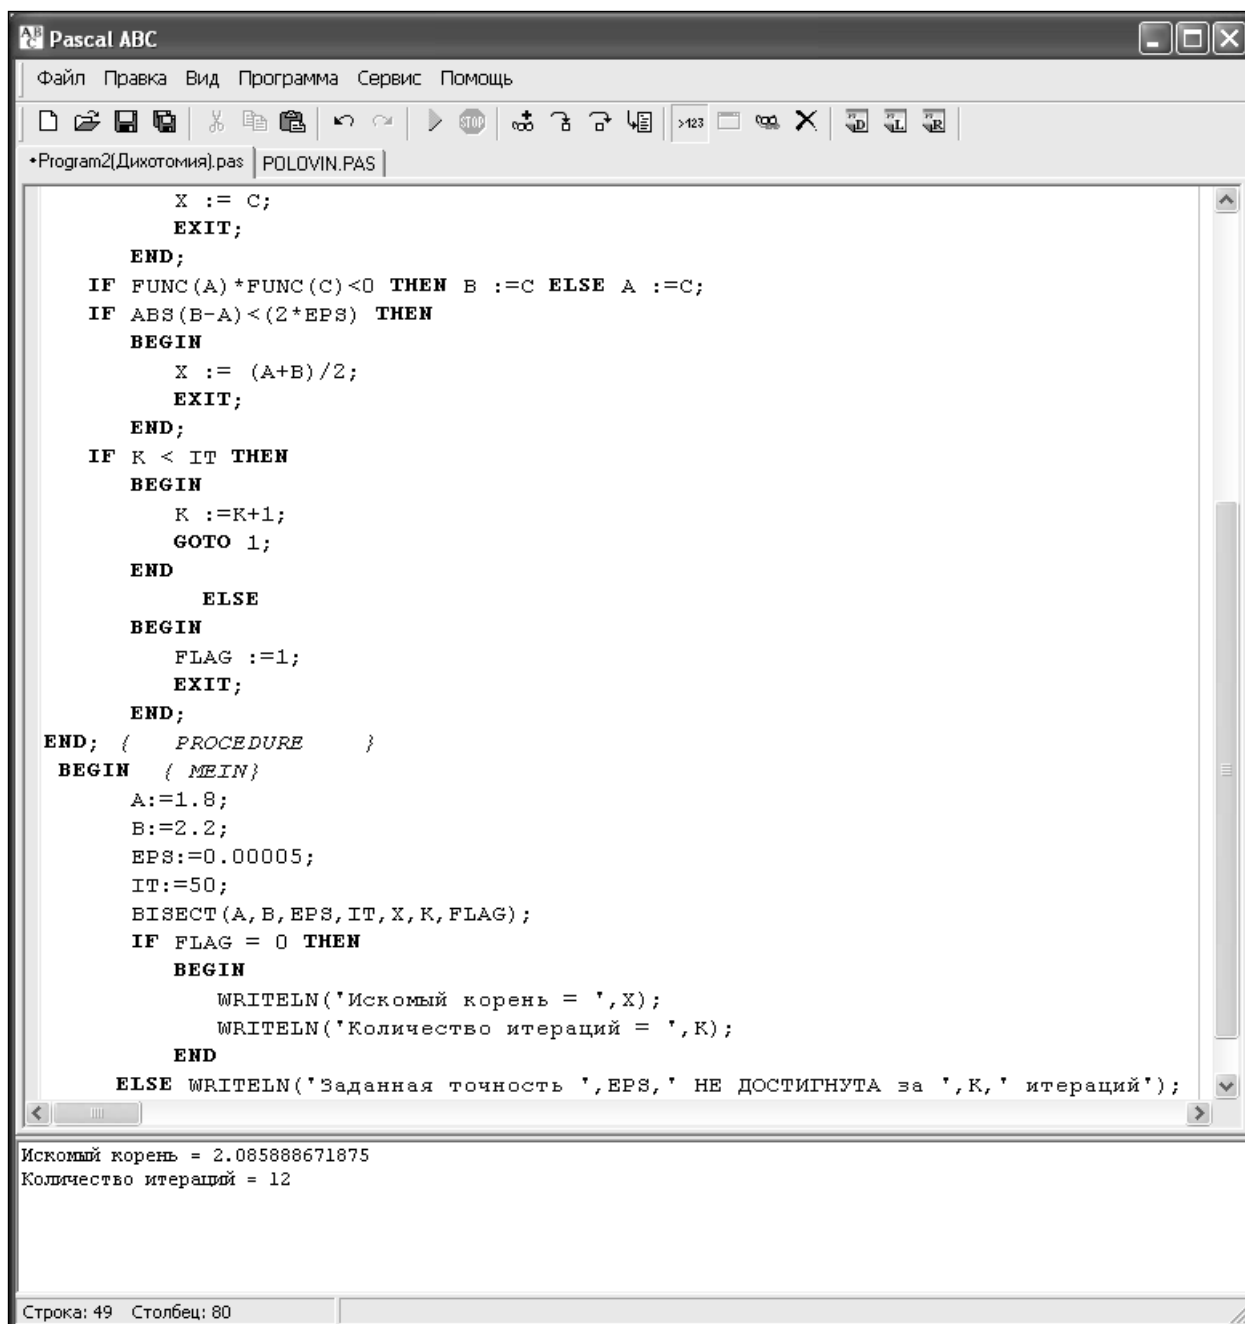 Pascal ABC
Файл Правка Вид Программа Сервис Помощь
•Program2(Дихотомия).pas POLOVIN.PAS
X := C;
EXIT;
END;
IF FUNC(A)*FUNC(C)<0 THEN B :=C ELSE A :=C;
IF ABS(B-A)<(2*EPS) THEN
BEGIN
X := (A+B)/2;
EXIT;
END;
IF K < IT THEN
BEGIN
K :=K+1;
GOTO 1;
END
ELSE
BEGIN
FLAG :=1;
EXIT;
END;
END; { PROCEDURE }
BEGIN { MEIN}
A:=1.8;
B:=2.2;
EPS:=0.00005;
IT:=50;
BISECT(A,B,EPS,IT,X,K,FLAG);
IF FLAG = 0 THEN
BEGIN
WRITELN('Искомый корень = ',X);
WRITELN('Количество итераций = ',K);
END
ELSE WRITELN('Заданная точность ',EPS,' НЕ ДОСТИГНУТА за ',K,' итераций');
Искомый корень = 2.085888671875
Количество итераций = 12
Строка: 49 Столбец: 80